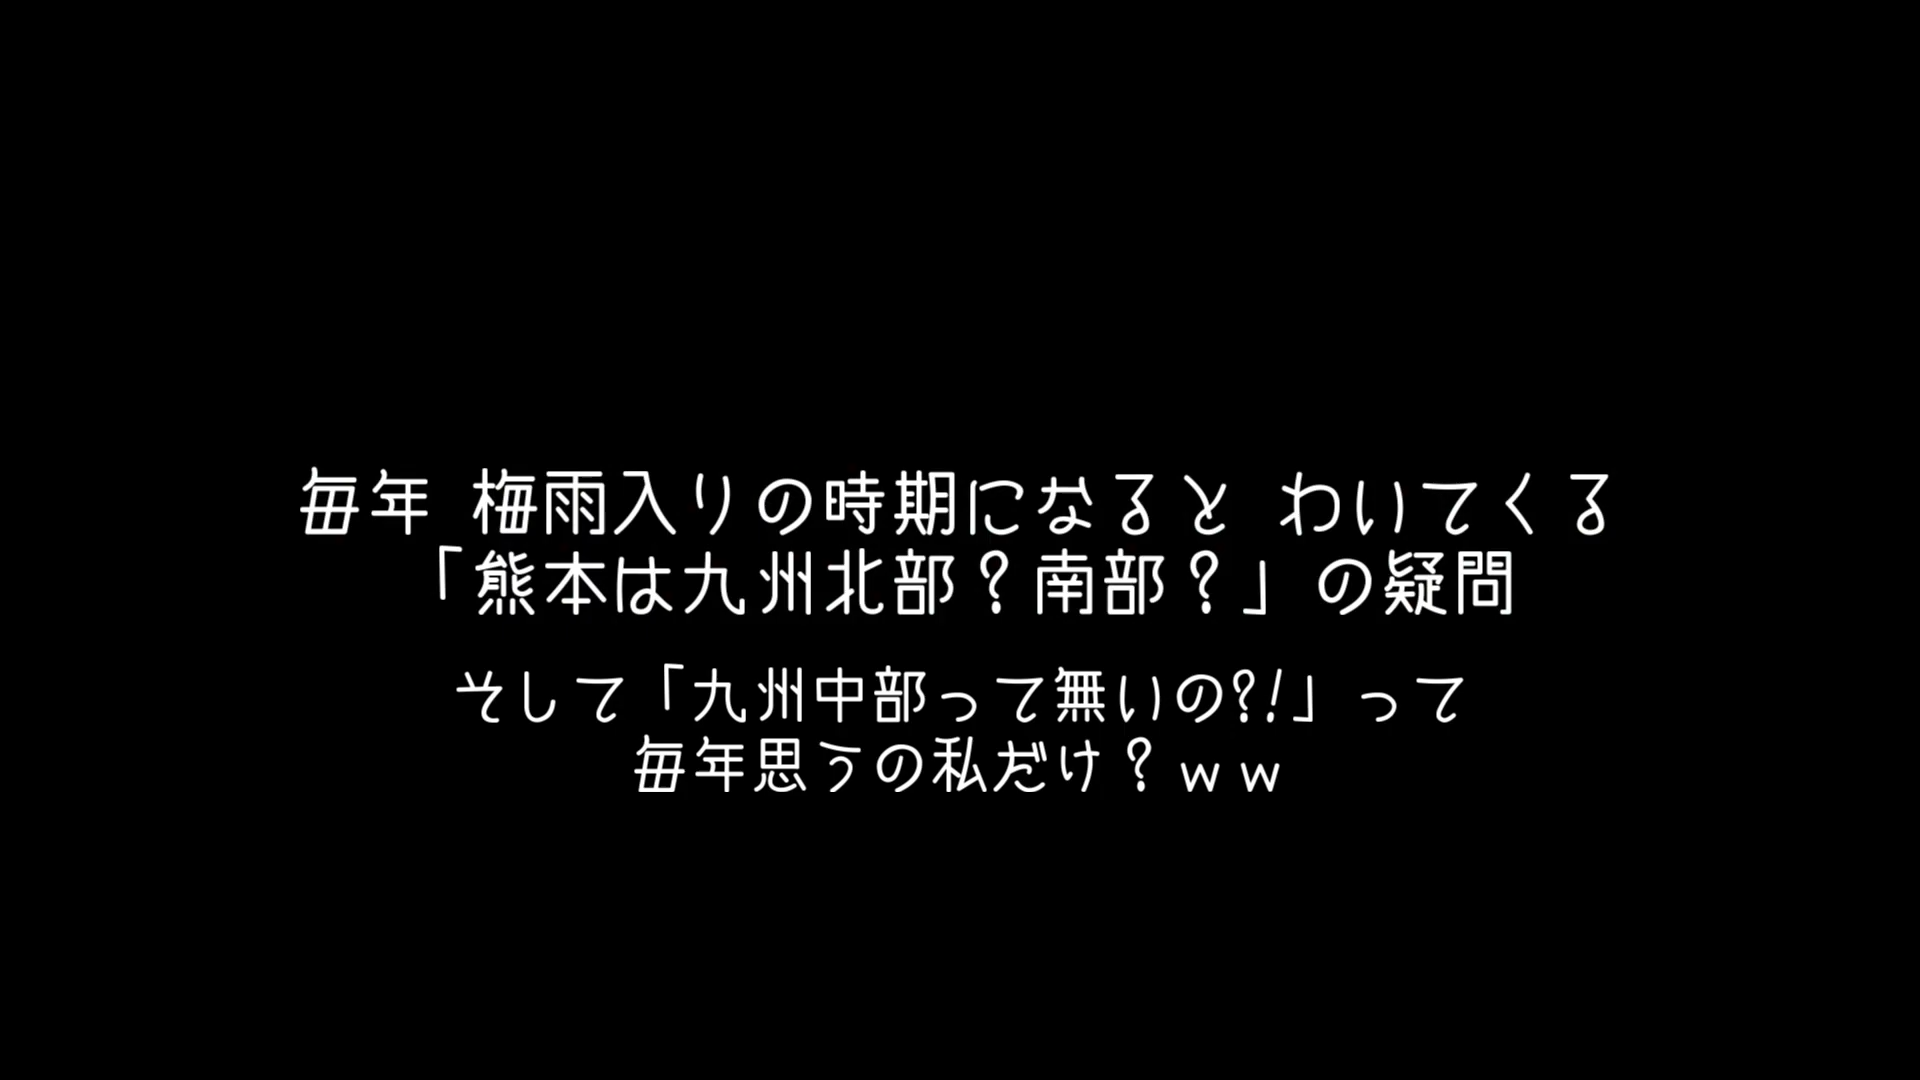 毎年 梅雨入りの時期になると わいてくる
「熊本は九州北部？南部？」の疑問
そして「九州中部って無いの?!」って
毎年思うの私だけ？ｗｗ